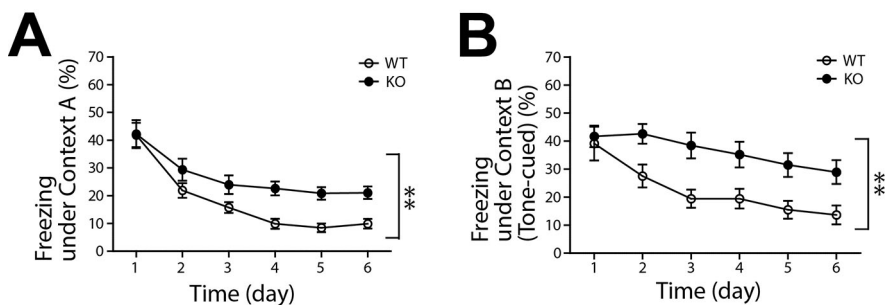 A
Freezing
under Context A (%)
70
60
50
40
30
20
10
0
1 2 3 4 5 6
Time (day)
WT
KO
**
B
Freezing
under Context B
(Tone-cued) (%)
70
60
50
40
30
20
10
0
1 2 3 4 5 6
Time (day)
WT
KO
**